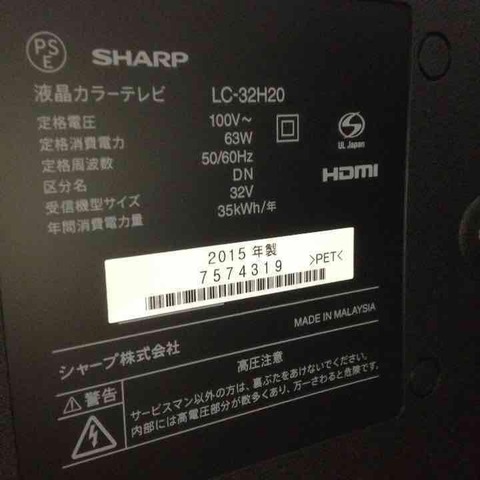 PSE
SHARP
液晶カラーテレビ LC-32H20
定格電圧 100V～
定格消費電力 63W
定格周波数 50/60Hz
区分名 DN
受信機型サイズ 32V
年間消費電力量 35kWh/年
UL Japan
HDMI
2015 年製
7574319
>PET<
シャープ株式会社
MADE IN MALAYSIA
警告
高圧注意
サービスマン以外の方は、裏ぶたをあけないでください。
内部には高電圧部分が数多くあり、万一さわると危険です。